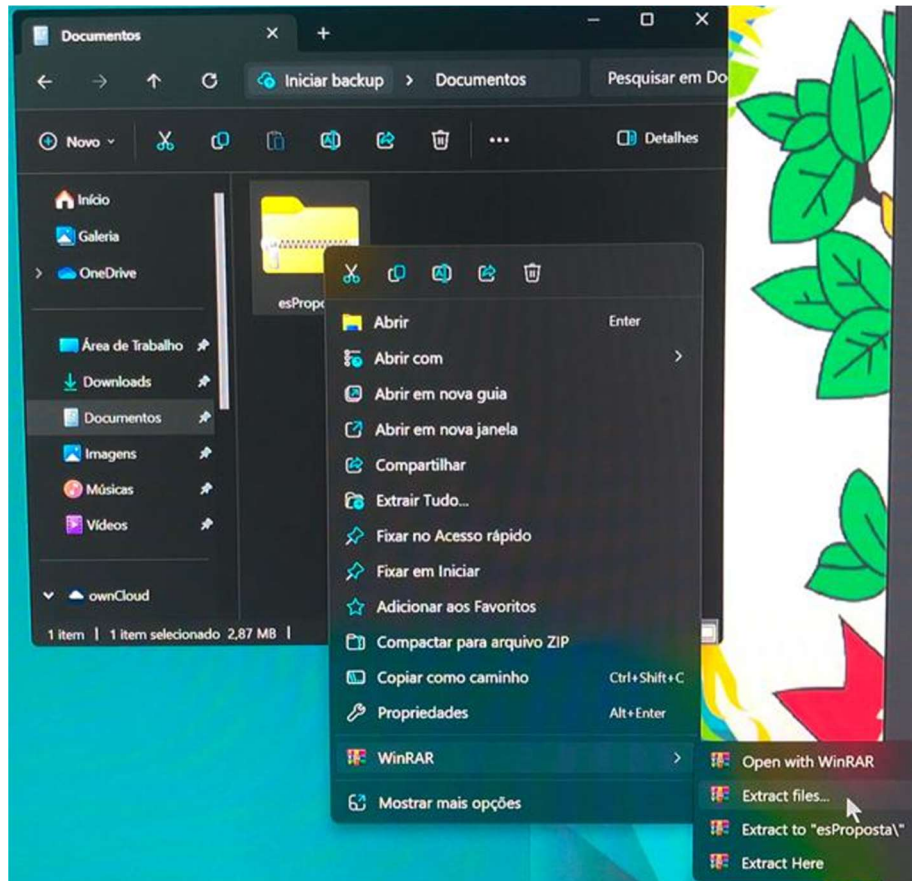 Documentos
Iniciar backup > Documentos
Pesquisar em Do
Novo
Detalhes
Início
Galeria
OneDrive
Área de Trabalho
Downloads
Documentos
Imagens
Músicas
Vídeos
ownCloud
1 item | 1 item selecionado 2,87 MB |
esPropo
Abrir Enter
Abrir com
Abrir em nova guia
Abrir em nova janela
Compartilhar
Extrair Tudo...
Fixar no Acesso rápido
Fixar em Iniciar
Adicionar aos Favoritos
Compactar para arquivo ZIP
Copiar como caminho Ctrl+Shift+C
Propriedades Alt+Enter
WinRAR
Mostrar mais opções
Open with WinRAR
Extract files...
Extract to "esProposta\"
Extract Here